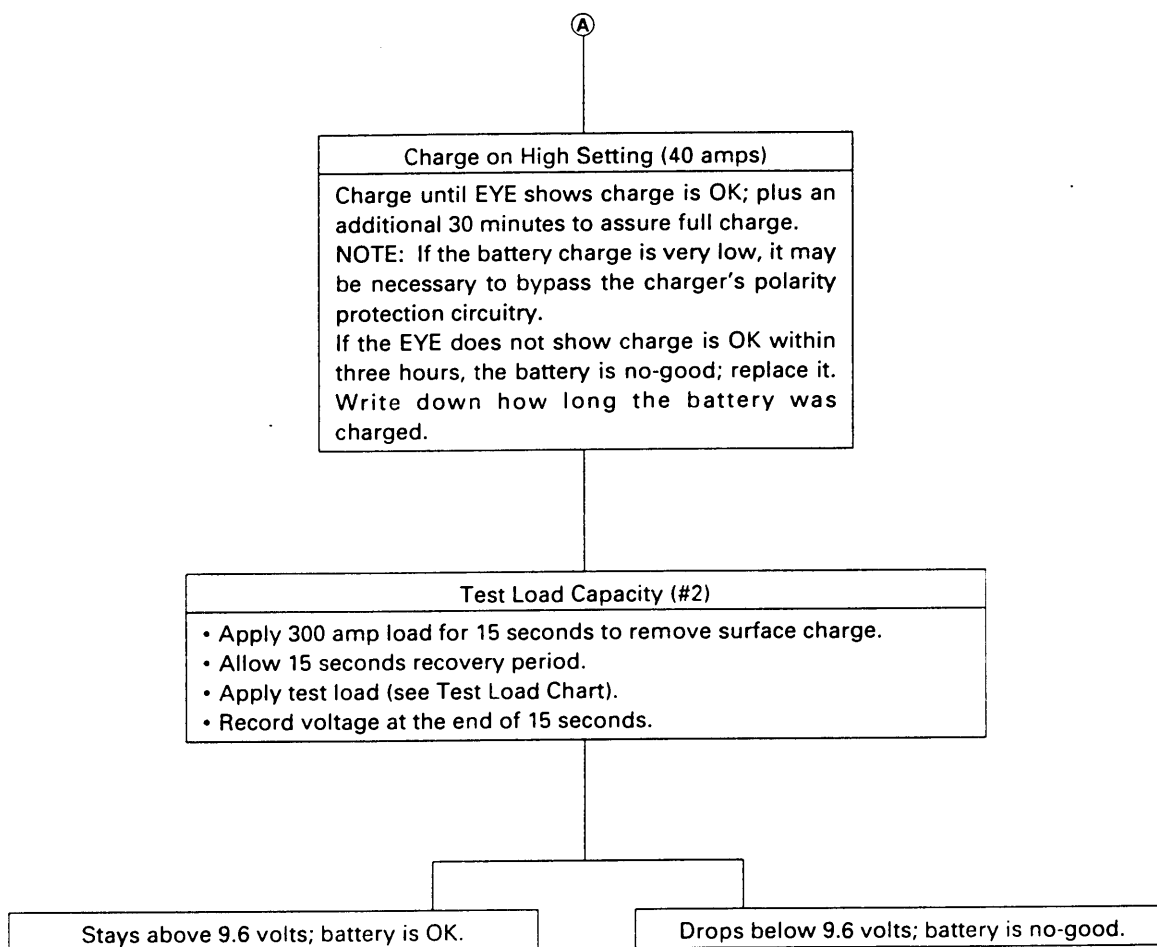 A
Charge on High Setting (40 amps)
Charge until EYE shows charge is OK; plus an
additional 30 minutes to assure full charge.
NOTE: If the battery charge is very low, it may
be necessary to bypass the charger's polarity
protection circuitry.
If the EYE does not show charge is OK within
three hours, the battery is no-good; replace it.
Write down how long the battery was
charged.
Test Load Capacity (#2)
• Apply 300 amp load for 15 seconds to remove surface charge.
• Allow 15 seconds recovery period.
• Apply test load (see Test Load Chart).
• Record voltage at the end of 15 seconds.
Stays above 9.6 volts; battery is OK.
Drops below 9.6 volts; battery is no-good.